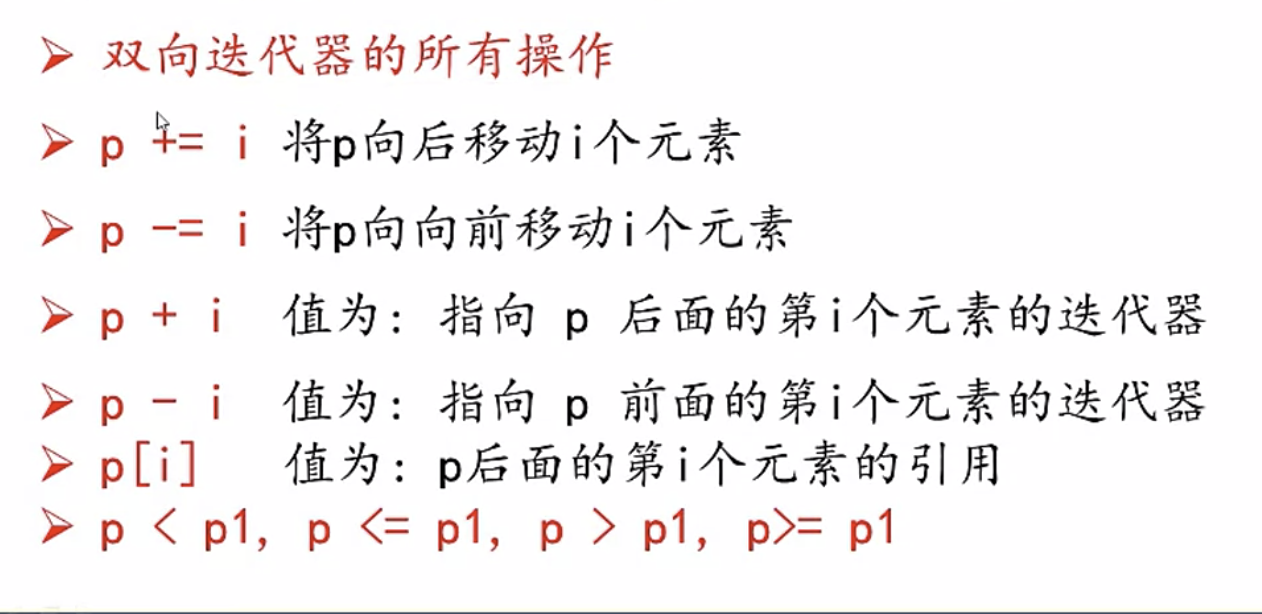 ➢ 双向迭代器的所有操作
➢ p += i 将p向后移动i个元素
➢ p -= i 将p向向前移动i个元素
➢ p + i 值为: 指向 p 后面的第i个元素的迭代器
➢ p - i 值为: 指向 p 前面的第i个元素的迭代器
➢ p[i] 值为: p后面的第i个元素的引用
➢ p < p1, p <= p1, p > p1, p>= p1